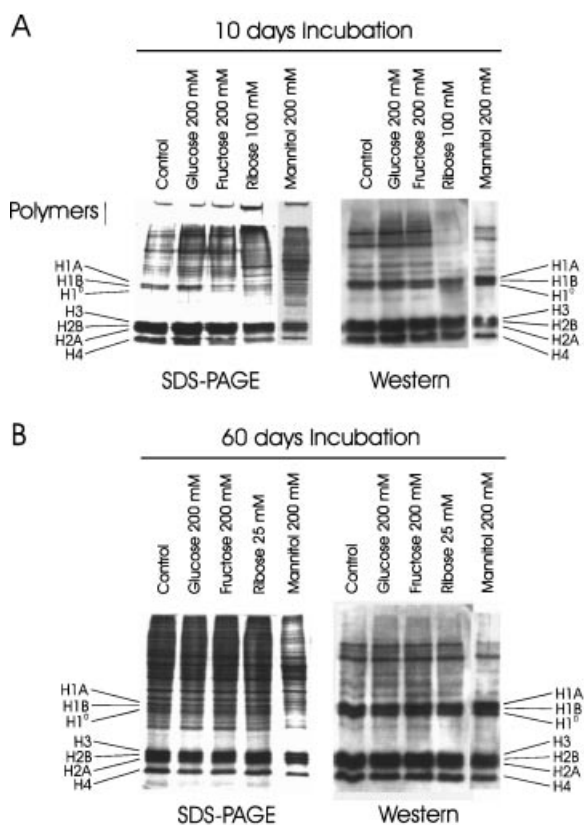 A
10 days Incubation
Control
Glucose 200 mM
Fructose 200 mM
Ribose 100 mM
Mannitol 200 mM
Control
Glucose 200 mM
Fructose 200 mM
Ribose 100 mM
Mannitol 200 mM
Polymers
H1A
H1B
H1⁰
H3
H2B
H2A
H4
H1A
H1B
H1⁰
H3
H2B
H2A
H4
SDS-PAGE
Western
B
60 days Incubation
Control
Glucose 200 mM
Fructose 200 mM
Ribose 25 mM
Mannitol 200 mM
Control
Glucose 200 mM
Fructose 200 mM
Ribose 25 mM
Mannitol 200 mM
H1A
H1B
H1⁰
H3
H2B
H2A
H4
H1A
H1B
H1⁰
H3
H2B
H2A
H4
SDS-PAGE
Western